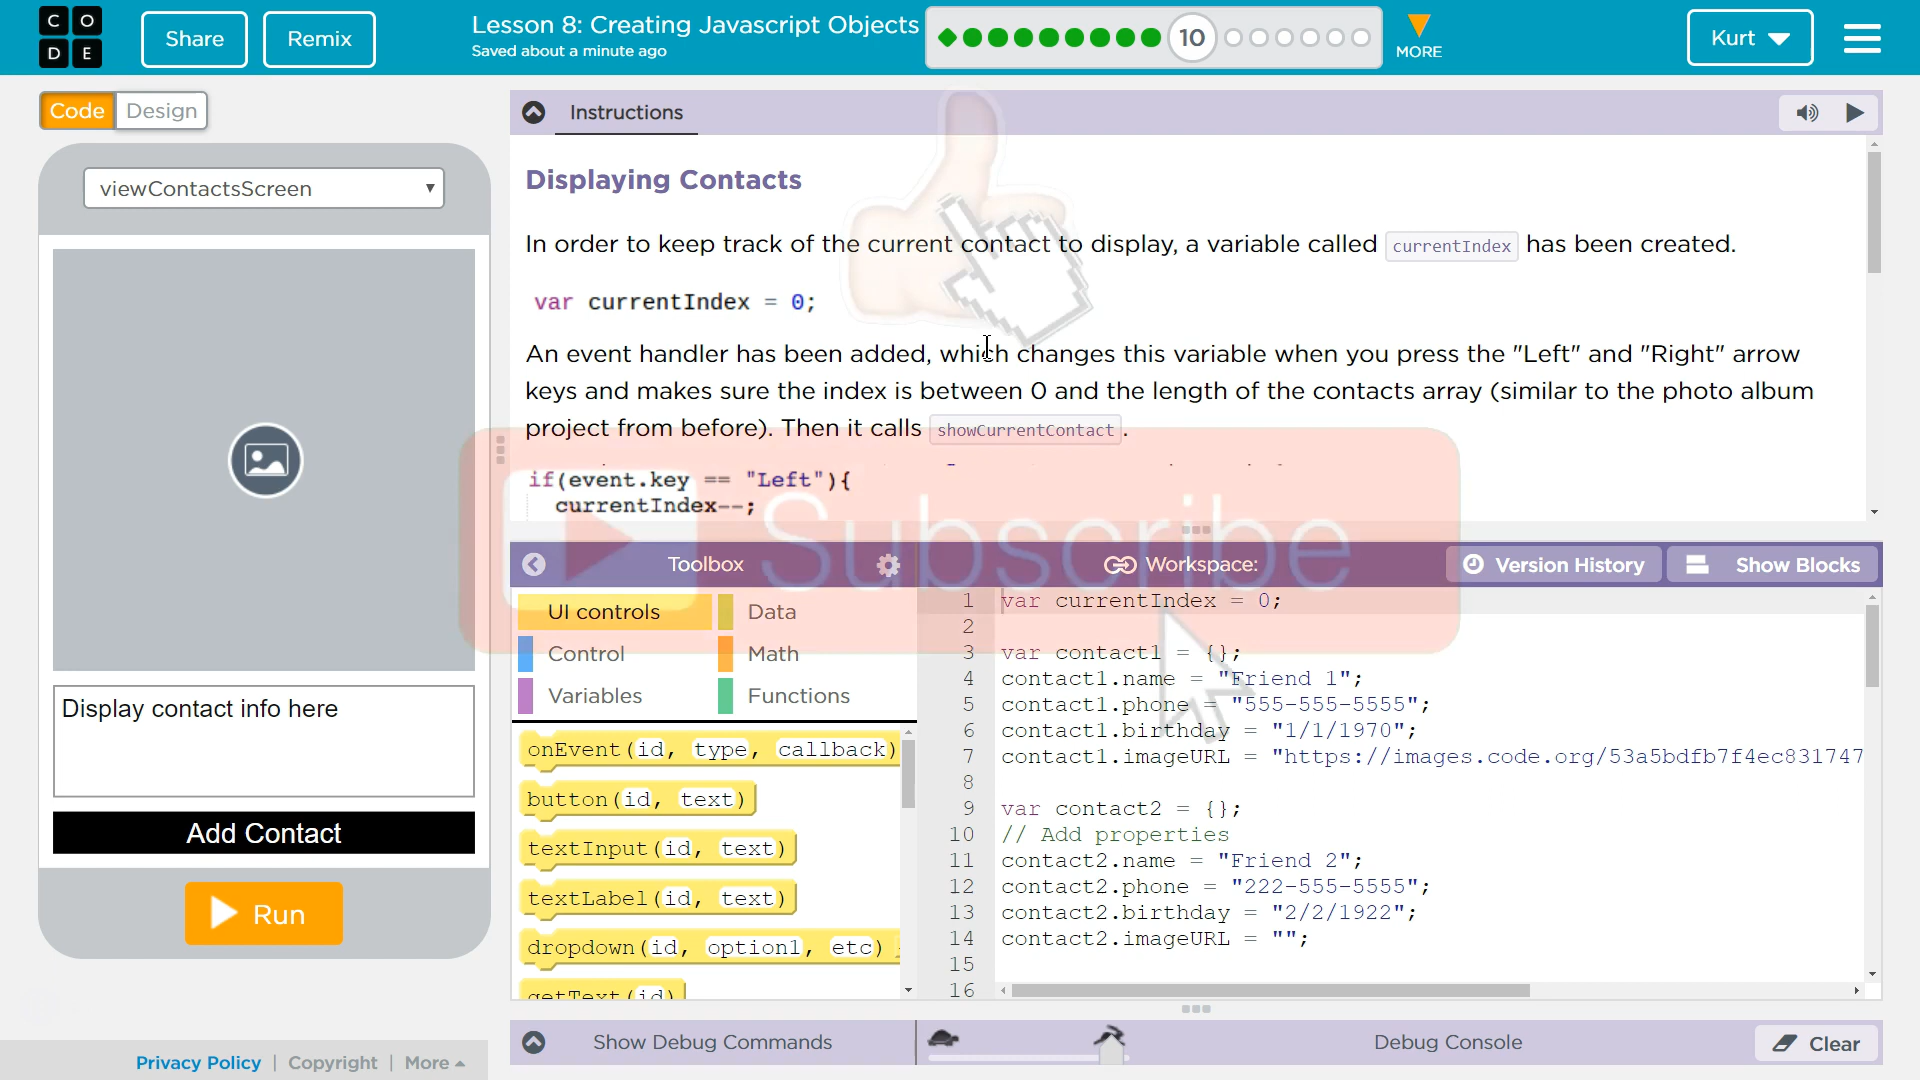 CODE
Share
Remix
Lesson 8: Creating Javascript Objects
Saved about a minute ago
10
MORE
Kurt
Code
Design
viewContactsScreen
Display contact info here
Add Contact
Run
Privacy Policy | Copyright | More
Instructions
Displaying Contacts
In order to keep track of the current contact to display, a variable called currentIndex has been created.
var currentIndex = 0;
An event handler has been added, which changes this variable when you press the "Left" and "Right" arrow
keys and makes sure the index is between 0 and the length of the contacts array (similar to the photo album
project from before). Then it calls showCurrentContact.
if(event.key == "Left"){
currentIndex--;
Subscribe
Toolbox
Workspace:
Version History
Show Blocks
UI controls
Data
Control
Math
Variables
Functions
onEvent(id, type, callback)
button(id, text)
textInput(id, text)
textLabel(id, text)
dropdown(id, option1, etc)
getText(id)
1 var currentIndex = 0;
2
3 var contact1 = {};
4 contact1.name = "Friend 1";
5 contact1.phone = "555-555-5555";
6 contact1.birthday = "1/1/1970";
7 contact1.imageURL = "https://images.code.org/53a5bdfb7f4ec831747
8
9 var contact2 = {};
10 // Add properties
11 contact2.name = "Friend 2";
12 contact2.phone = "222-555-5555";
13 contact2.birthday = "2/2/1922";
14 contact2.imageURL = "";
15
16
Show Debug Commands
Debug Console
Clear